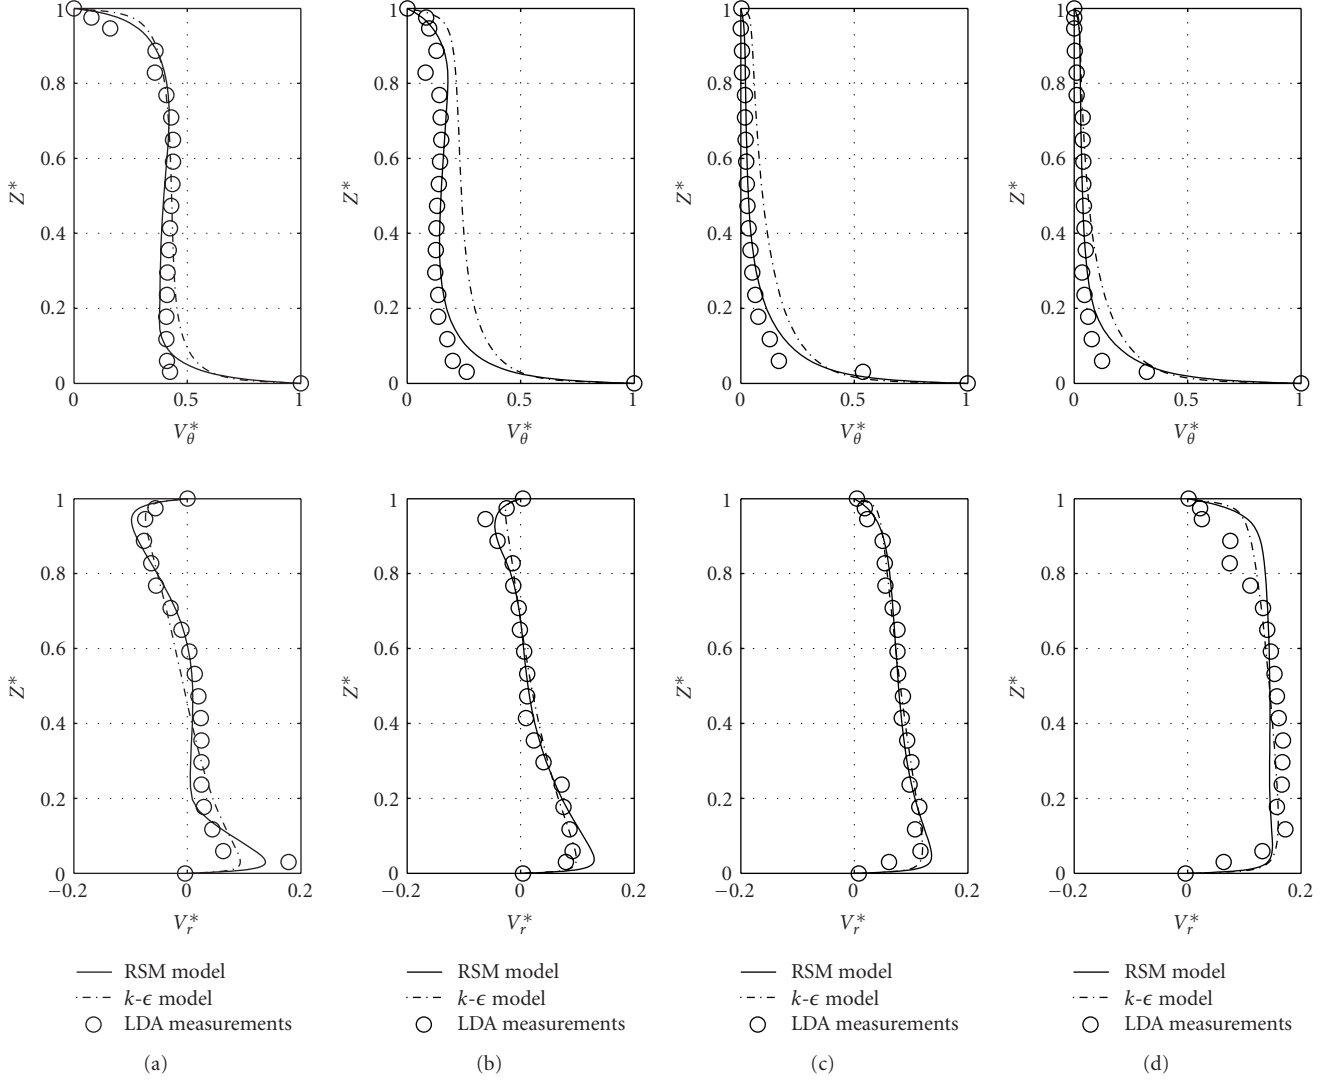 1 1 1 1
0.8 0.8 0.8 0.8
0.6 0.6 0.6 0.6
Z* Z* Z* Z*
0.4 0.4 0.4 0.4
0.2 0.2 0.2 0.2
0 0 0 0
0 0.5 1 0 0.5 1 0 0.5 1 0 0.5 1
V*θ V*θ V*θ V*θ
1 1 1 1
0.8 0.8 0.8 0.8
0.6 0.6 0.6 0.6
Z* Z* Z* Z*
0.4 0.4 0.4 0.4
0.2 0.2 0.2 0.2
0 0 0 0
−0.2 0 0.2 −0.2 0 0.2 −0.2 0 0.2 −0.2 0 0.2
V*r V*r V*r V*r
RSM model RSM model RSM model RSM model
k-ϵ model k-ϵ model k-ϵ model k-ϵ model
LDA measurements LDA measurements LDA measurements LDA measurements
(a) (b) (c) (d)